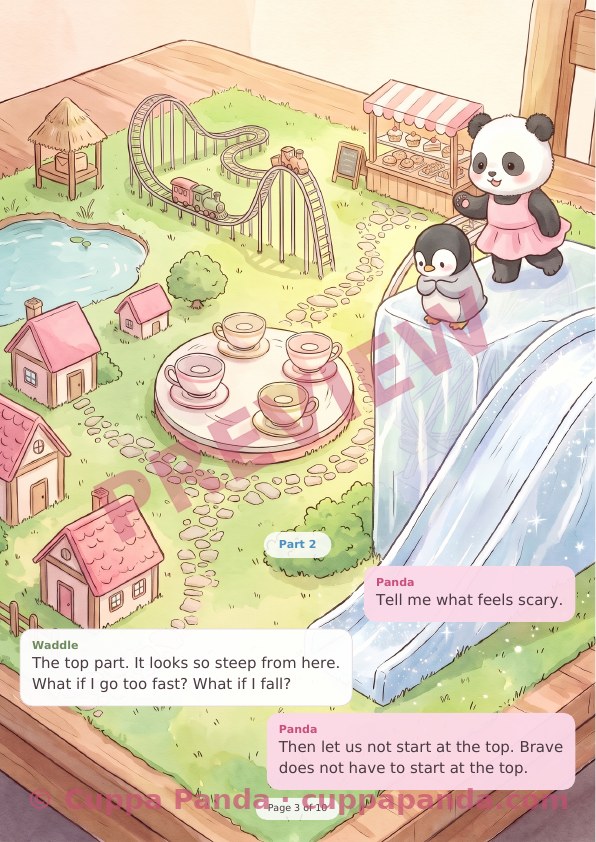 PREVIEW
Part 2
Panda
Tell me what feels scary.
Waddle
The top part. It looks so steep from here.
What if I go too fast? What if I fall?
Panda
Then let us not start at the top. Brave
does not have to start at the top.
© Cuppa Panda · cuppapanda.com
Page 3 of 10